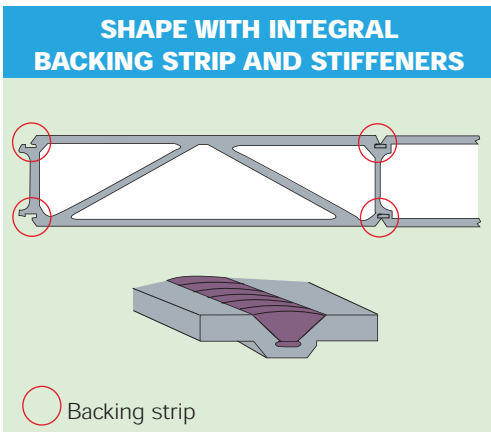 SHAPE WITH INTEGRAL
BACKING STRIP AND STIFFENERS
Backing strip